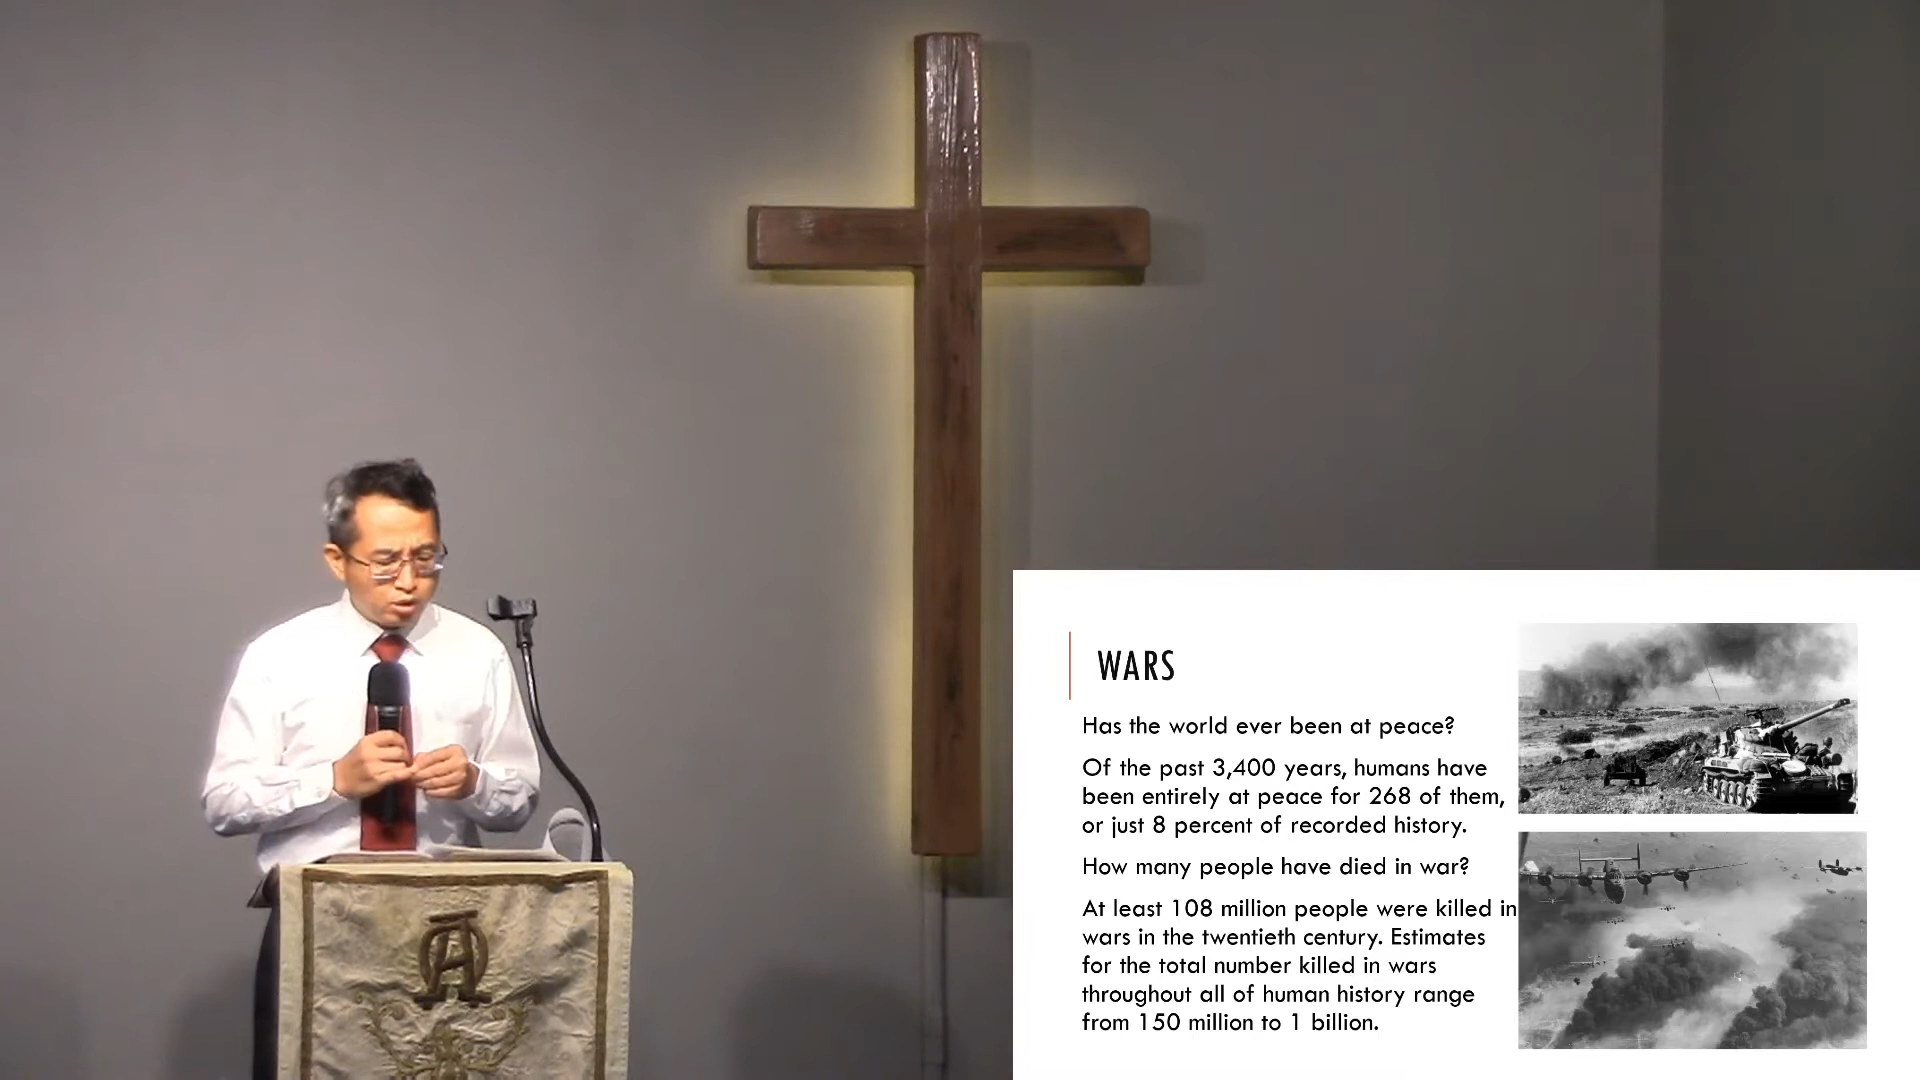 WARS
Has the world ever been at peace?
Of the past 3,400 years, humans have
been entirely at peace for 268 of them,
or just 8 percent of recorded history.
How many people have died in war?
At least 108 million people were killed in
wars in the twentieth century. Estimates
for the total number killed in wars
throughout all of human history range
from 150 million to 1 billion.